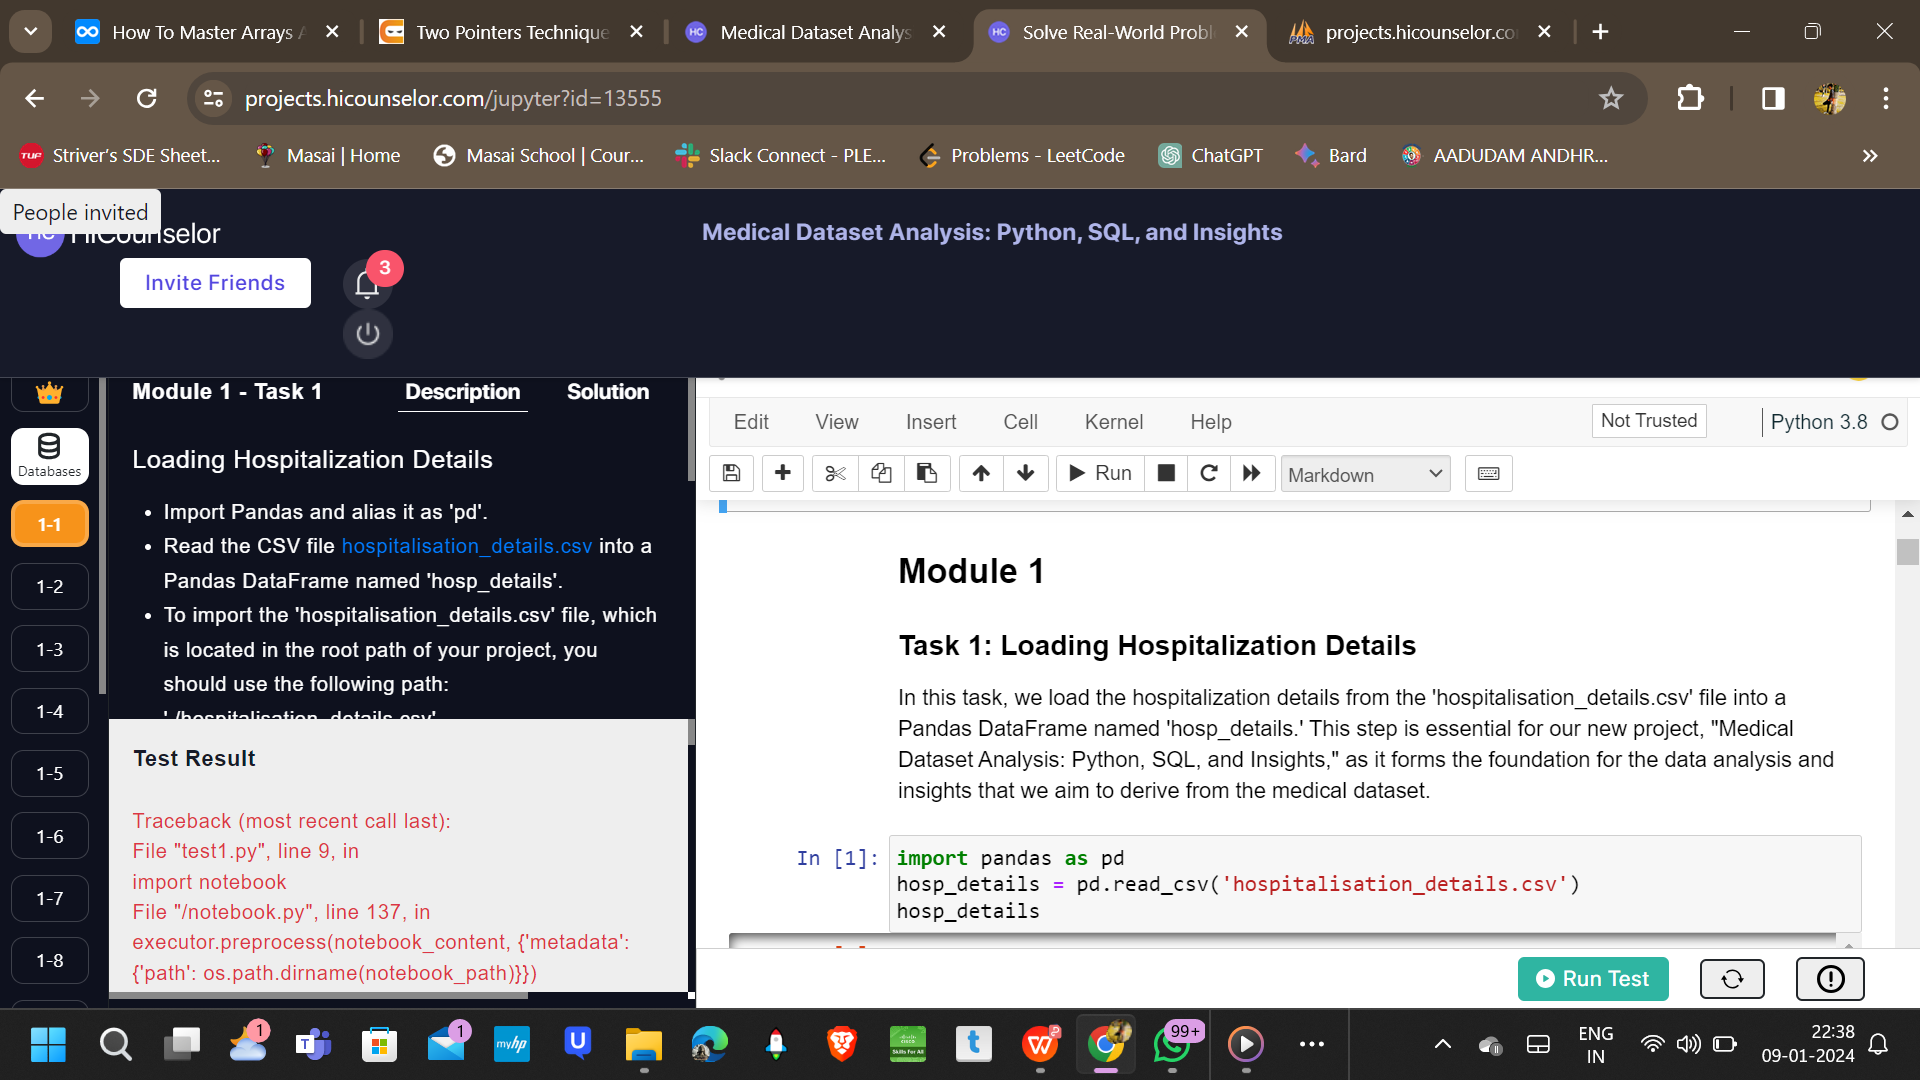 How To Master Arrays
Two Pointers Technique
HC
Medical Dataset Analys
HC
Solve Real-World Probl
PMA
projects.hicounselor.co
projects.hicounselor.com/jupyter?id=13555
TUF
Striver's SDE Sheet...
Masai | Home
Masai School | Cour...
Slack Connect - PLE...
Problems - LeetCode
ChatGPT
Bard
AADUDAM ANDHR...
People invited
HC HiCounselor
Medical Dataset Analysis: Python, SQL, and Insights
Invite Friends
3
Module 1 - Task 1
Description
Solution
Databases
1-1
1-2
1-3
1-4
1-5
1-6
1-7
1-8
Loading Hospitalization Details
• Import Pandas and alias it as 'pd'.
• Read the CSV file hospitalisation_details.csv into a
Pandas DataFrame named 'hosp_details'.
• To import the 'hospitalisation_details.csv' file, which
is located in the root path of your project, you
should use the following path:
'./hospitalisation_details.csv'
Test Result
Traceback (most recent call last):
File "test1.py", line 9, in
import notebook
File "/notebook.py", line 137, in
executor.preprocess(notebook_content, {'metadata':
{'path': os.path.dirname(notebook_path)}})
Edit
View
Insert
Cell
Kernel
Help
Not Trusted
Python 3.8
Run
Markdown
Module 1
Task 1: Loading Hospitalization Details
In this task, we load the hospitalization details from the 'hospitalisation_details.csv' file into a
Pandas DataFrame named 'hosp_details.' This step is essential for our new project, "Medical
Dataset Analysis: Python, SQL, and Insights," as it forms the foundation for the data analysis and
insights that we aim to derive from the medical dataset.
In [1]:
import pandas as pd
hosp_details = pd.read_csv('hospitalisation_details.csv')
hosp_details
Run Test
1
T
1
myhp
U
Skills For All
t
W
99+
ENG
IN
22:38
09-01-2024